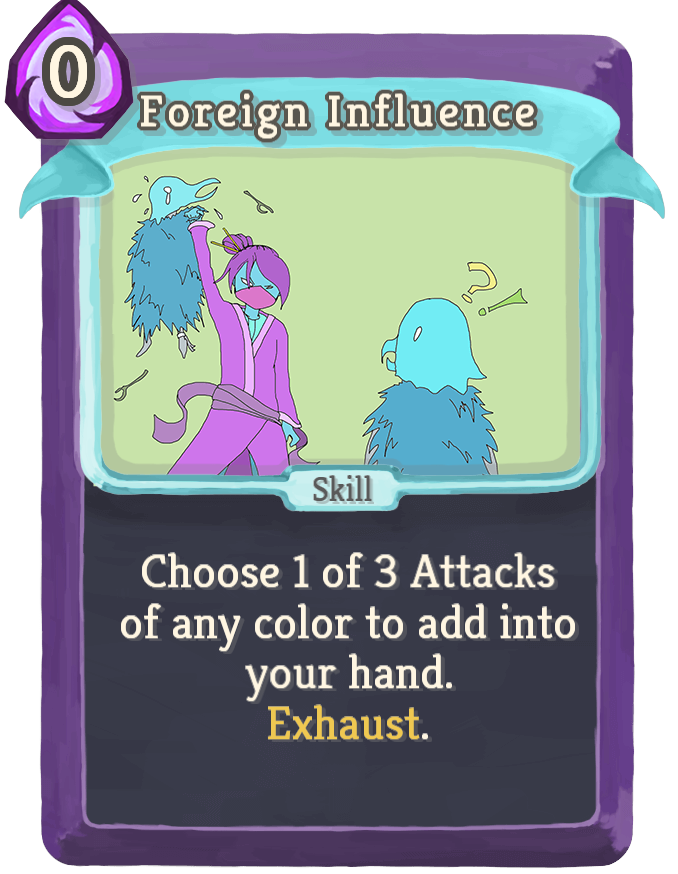 0
Foreign Influence
?!
Skill
Choose 1 of 3 Attacks
of any color to add into
your hand.
Exhaust.